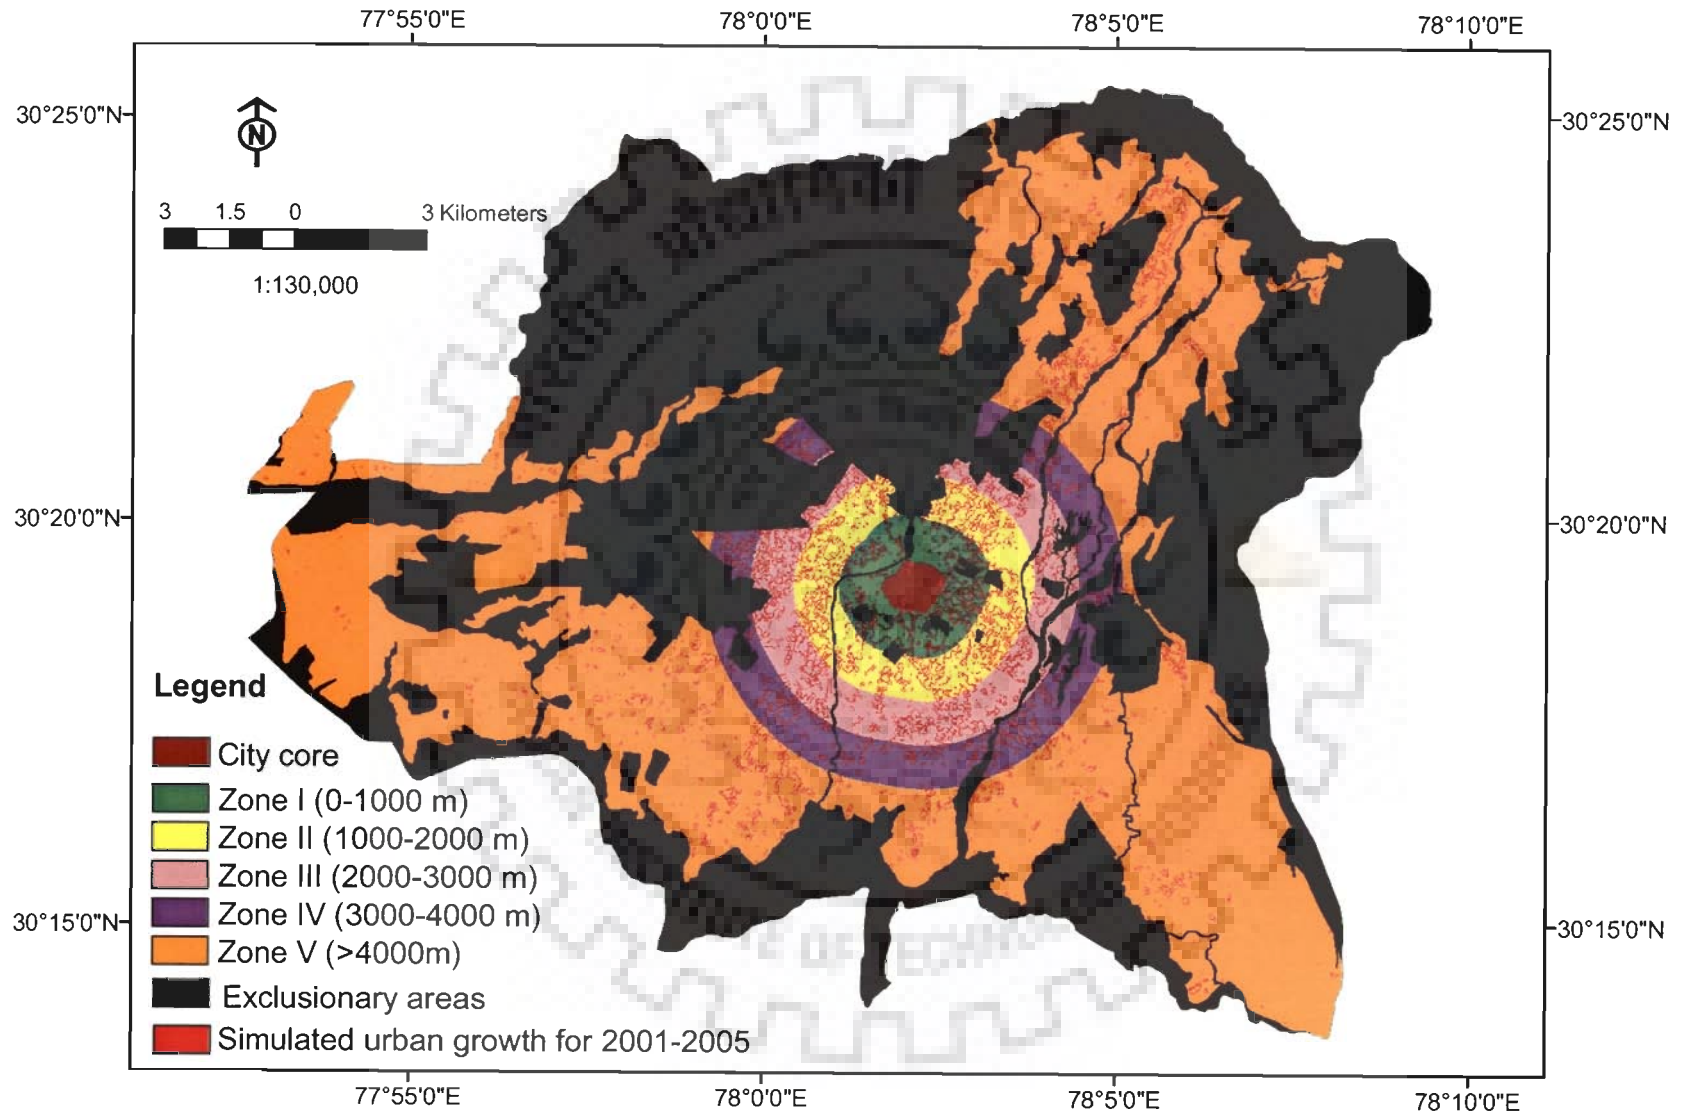 77°55'0"E 78°0'0"E 78°5'0"E 78°10'0"E
30°25'0"N 30°25'0"N
N
3 1.5 0 3 Kilometers
1:130,000
30°20'0"N 30°20'0"N
Legend
City core
Zone I (0-1000 m)
Zone II (1000-2000 m)
Zone III (2000-3000 m)
Zone IV (3000-4000 m)
Zone V (>4000m)
Exclusionary areas
Simulated urban growth for 2001-2005
30°15'0"N 30°15'0"N
OF
77°55'0"E 78°0'0"E 78°5'0"E 78°10'0"E